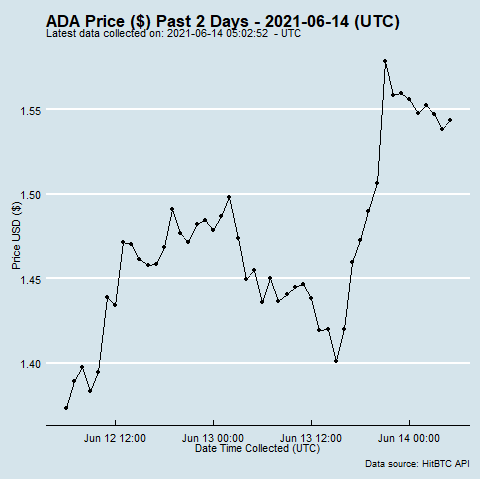 ADA Price ($) Past 2 Days - 2021-06-14 (UTC)
Latest data collected on: 2021-06-14 05:02:52  - UTC
1.55
1.50
1.45
1.40
Price USD ($)
Jun 12 12:00
Jun 13 00:00
Jun 13 12:00
Jun 14 00:00
Date Time Collected (UTC)
Data source: HitBTC API